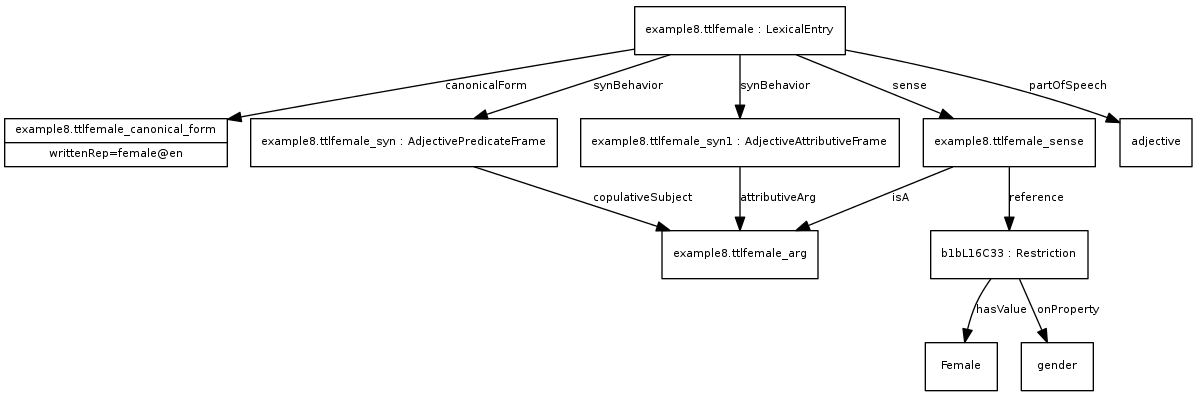 example8.ttlfemale : LexicalEntry
canonicalForm
synBehavior
synBehavior
sense
partOfSpeech
example8.ttlfemale_canonical_form
writtenRep=female@en
example8.ttlfemale_syn : AdjectivePredicateFrame
example8.ttlfemale_syn1 : AdjectiveAttributiveFrame
example8.ttlfemale_sense
adjective
copulativeSubject
attributiveArg
isA
reference
example8.ttlfemale_arg
b1bL16C33 : Restriction
hasValue
onProperty
Female
gender